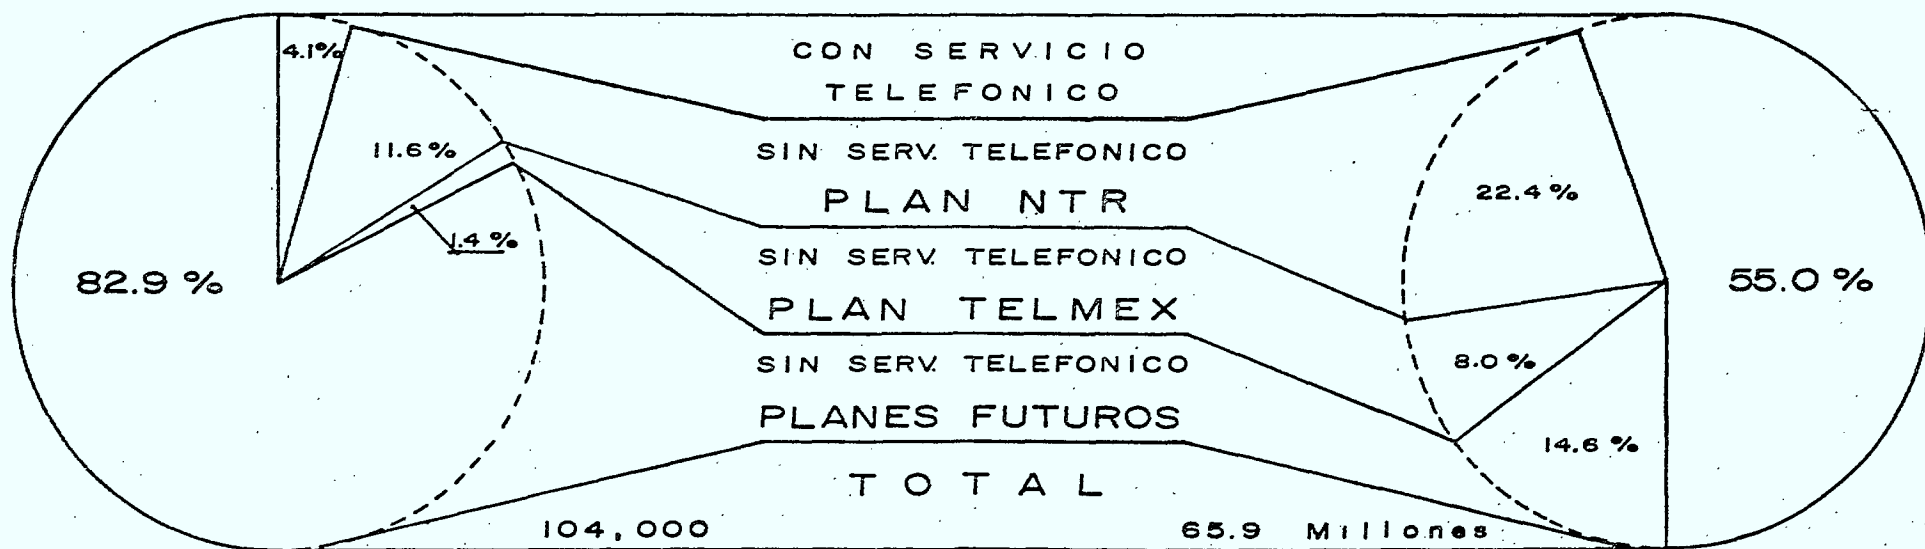 4.1%
CON SERVICIO
TELEFONICO
11.6 %
SIN SERV. TELEFONICO
PLAN NTR
22.4 %
1.4 %
SIN SERV. TELEFONICO
82.9 %
PLAN TELMEX
55.0 %
SIN SERV. TELEFONICO
8.0 %
PLANES FUTUROS
14.6 %
TOTAL
104,000
65.9 Millones